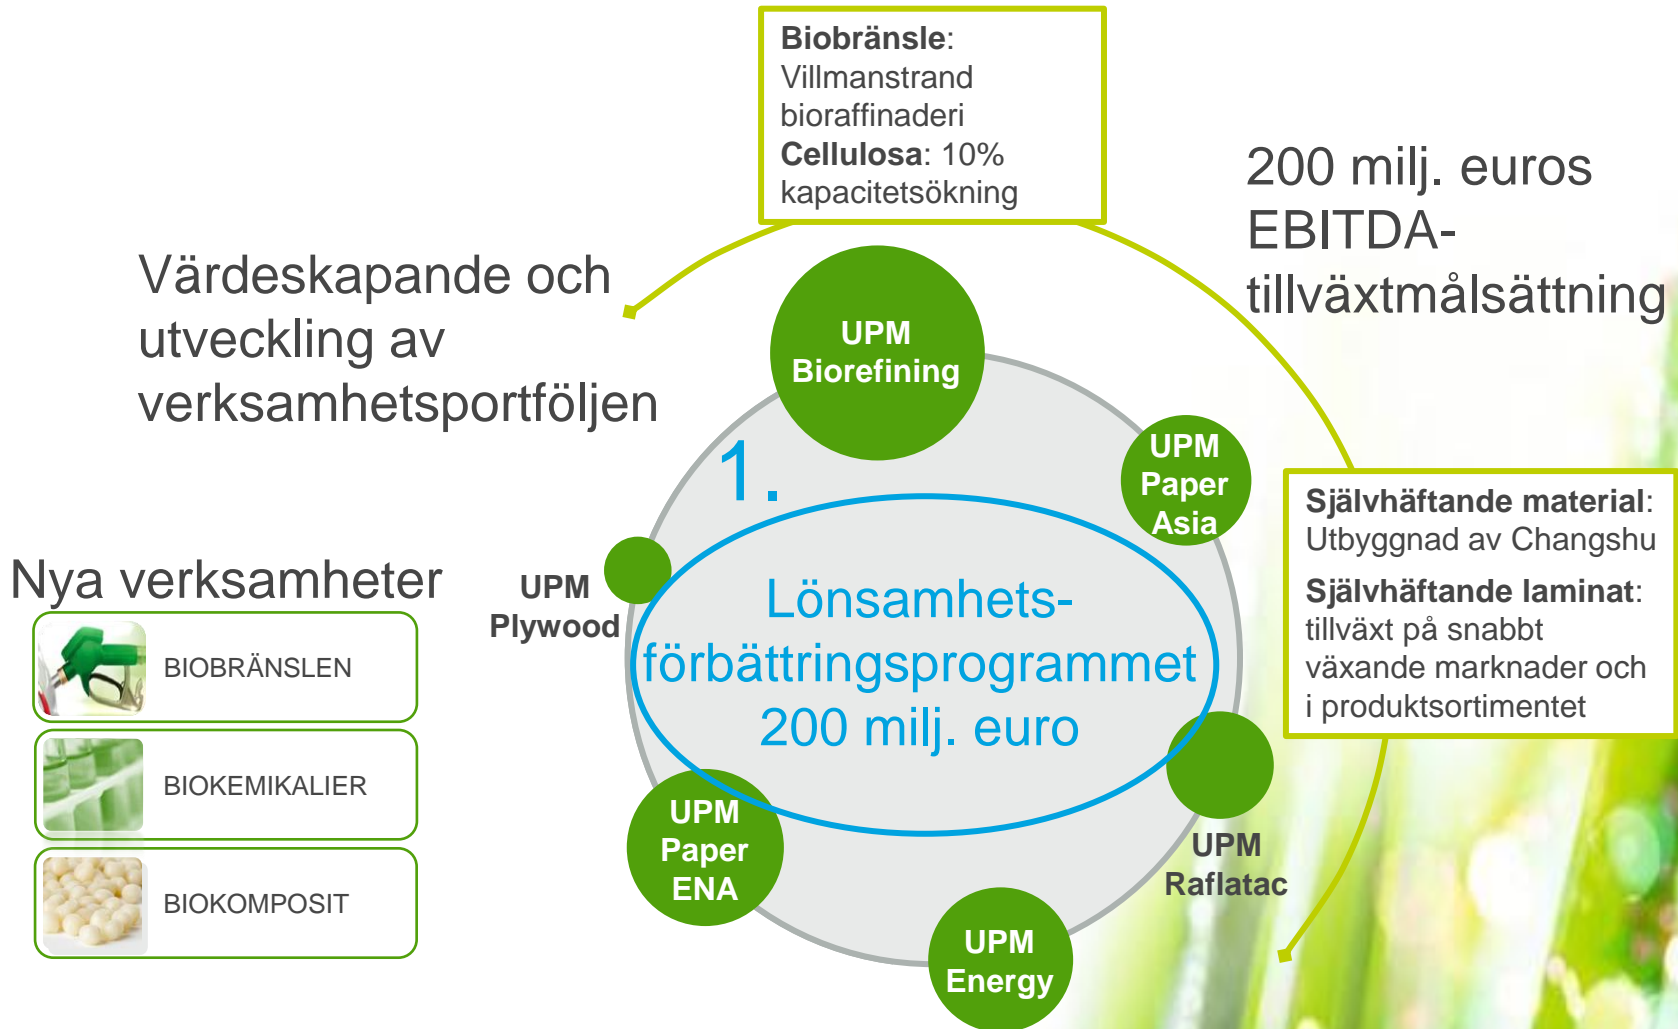 Biobränsle:
Villmanstrand
bioraffinaderi
Cellulosa: 10%
kapacitetsökning
200 milj. euros
EBITDA-
tillväxtmålsättning
Värdeskapande och
utveckling av
verksamhetsportföljen
UPM
Biorefining
UPM
Paper
Asia
1.
Självhäftande material:
Utbyggnad av Changshu
Självhäftande laminat:
tillväxt på snabbt
växande marknader och
i produktsortimentet
Nya verksamheter
UPM
Plywood
Lönsamhets-
förbättringsprogrammet
200 milj. euro
BIOBRÄNSLEN
BIOKEMIKALIER
BIOKOMPOSIT
UPM
Paper
ENA
UPM
Raflatac
UPM
Energy